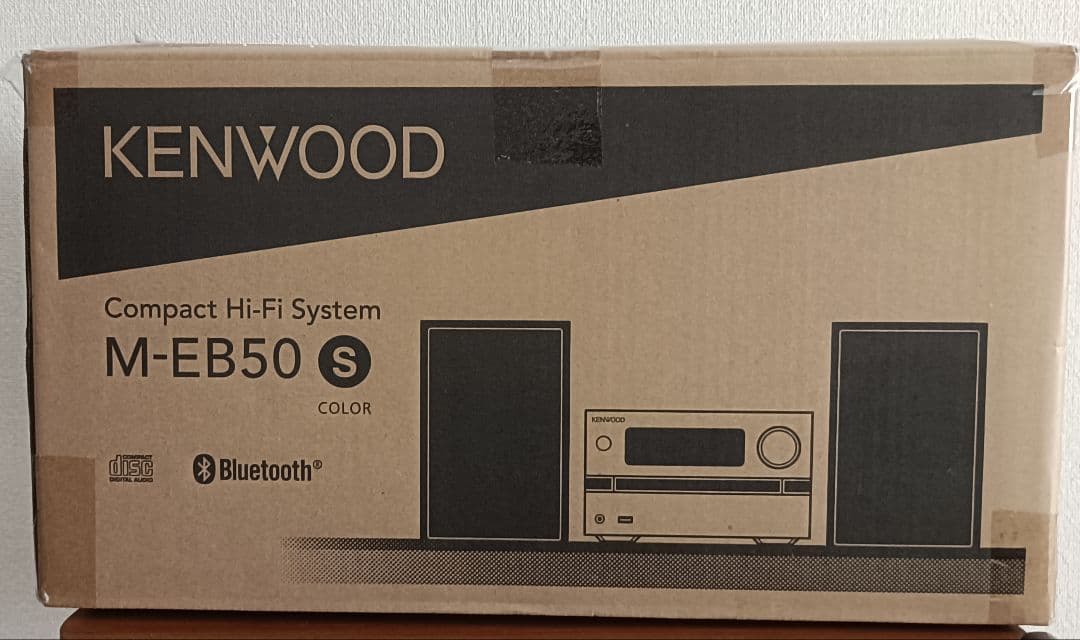 KENWOOD
Compact Hi-Fi System
M-EB50 S
COLOR
COMPACT
disc
DIGITAL AUDIO
Bluetooth®
KENWOOD